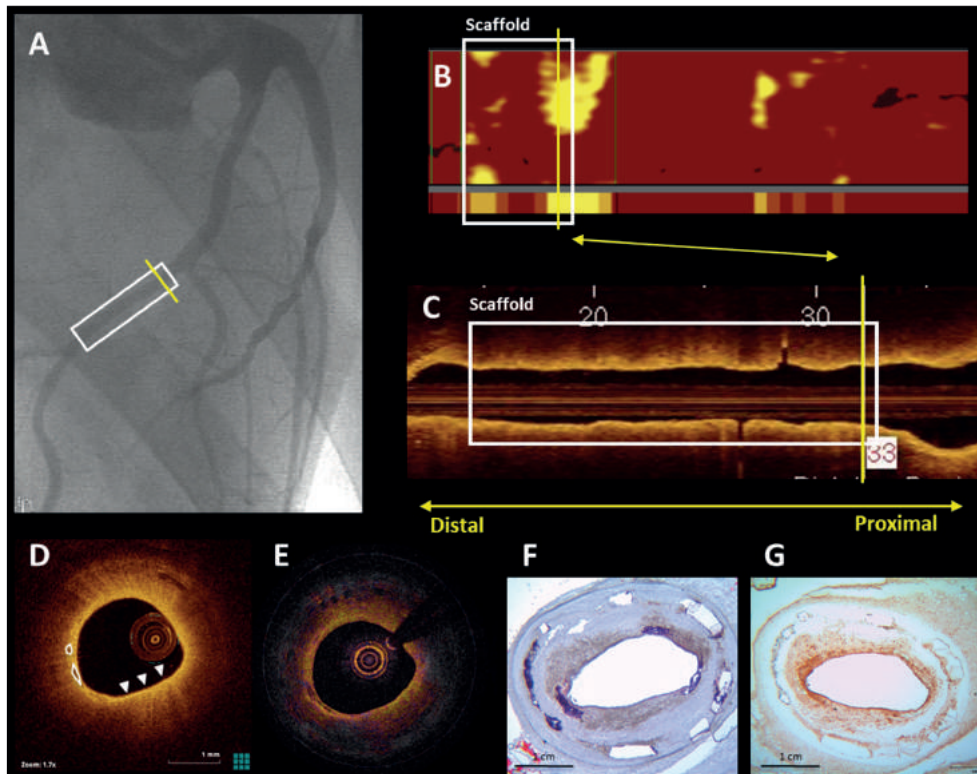 A
Scaffold
B
Scaffold
C
20
30
33
Distal
Proximal
D
E
F
G
1 mm
Zoom: 1.7x
1 cm
1 cm